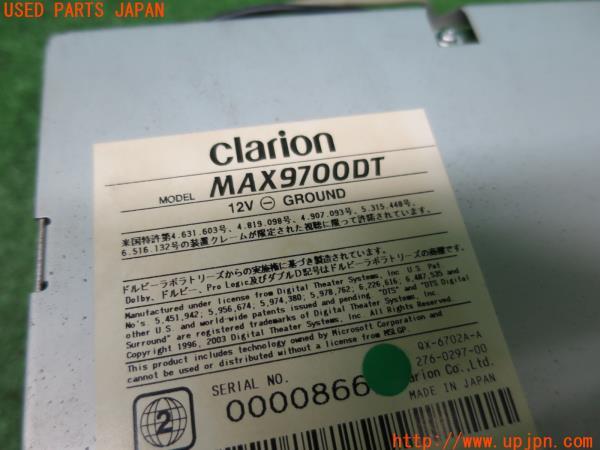 USED PARTS JAPAN
clarion
MODEL MAX9700DT
12V ⊖ GROUND
米国特許第4.631.603号、4.819.098号、4.907.093号、5.315.448号、
6.516.132号の装置クレームが限定された視聴に限って許諾されています。
ドルビーラボラトリーズからの実施権に基づき製造されています。
Dolby、ドルビー、Pro Logic及びダブルD記号はドルビーラボラトリーズの商標です。
Manufactured under license from Digital Theater Systems, Inc. U.S. Pat.
No's. 5,451,942; 5,956,674; 5,974,380; 5,978,762; 6,226,616; 6,487,535 and
other U.S. and world-wide patents issued and pending. "DTS" and "DTS Digital
Surround" are registered trademarks of Digital Theater Systems, Inc.
Copyright 1996, 2003 Digital Theater Systems, Inc. All Rights Reserved.
This product includes technology owned by Microsoft Corporation and
cannot be used or distributed without a license from MSLGP.
QX-6702A-A
276-0297-00
SERIAL NO. 0000866
Clarion Co.,Ltd.
MADE IN JAPAN
2
http://www.upjpn.com